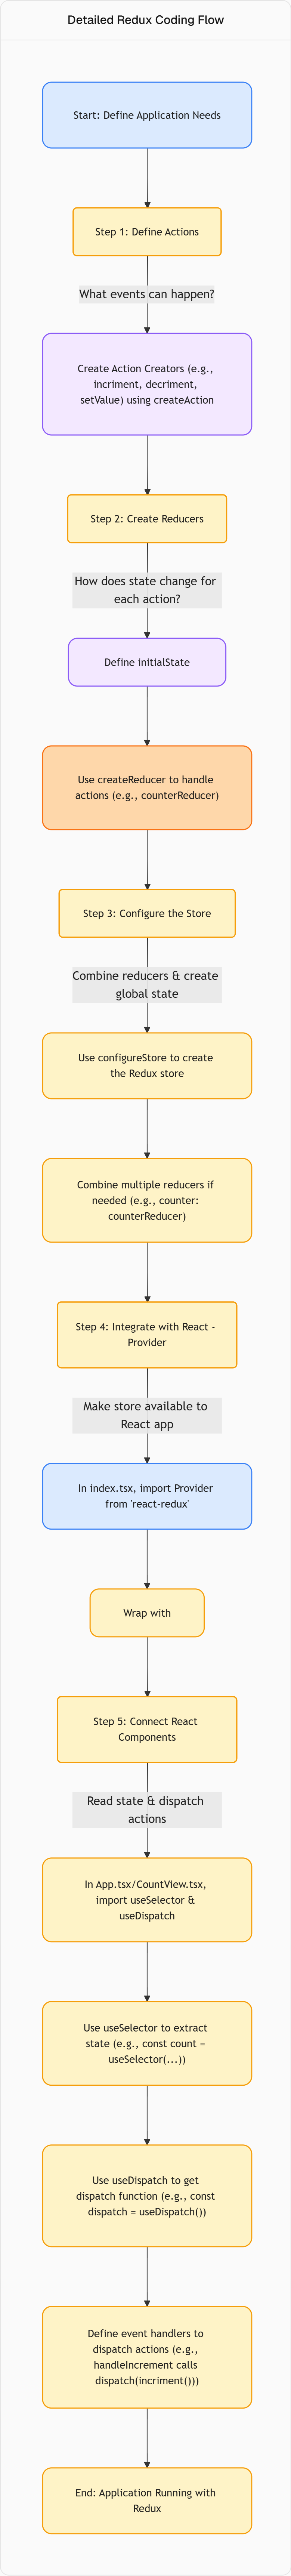 Detailed Redux Coding Flow
Start: Define Application Needs
Step 1: Define Actions
What events can happen?
Create Action Creators (e.g.,
incriment, decriment,
setValue) using createAction
Step 2: Create Reducers
How does state change for
each action?
Define initialState
Use createReducer to handle
actions (e.g., counterReducer)
Step 3: Configure the Store
Combine reducers & create
global state
Use configureStore to create
the Redux store
Combine multiple reducers if
needed (e.g., counter:
counterReducer)
Step 4: Integrate with React -
Provider
Make store available to
React app
In index.tsx, import Provider
from 'react-redux'
Wrap with
Step 5: Connect React
Components
Read state & dispatch
actions
In App.tsx/CountView.tsx,
import useSelector &
useDispatch
Use useSelector to extract
state (e.g., const count =
useSelector(...))
Use useDispatch to get
dispatch function (e.g., const
dispatch = useDispatch())
Define event handlers to
dispatch actions (e.g.,
handleIncrement calls
dispatch(incriment()))
End: Application Running with
Redux